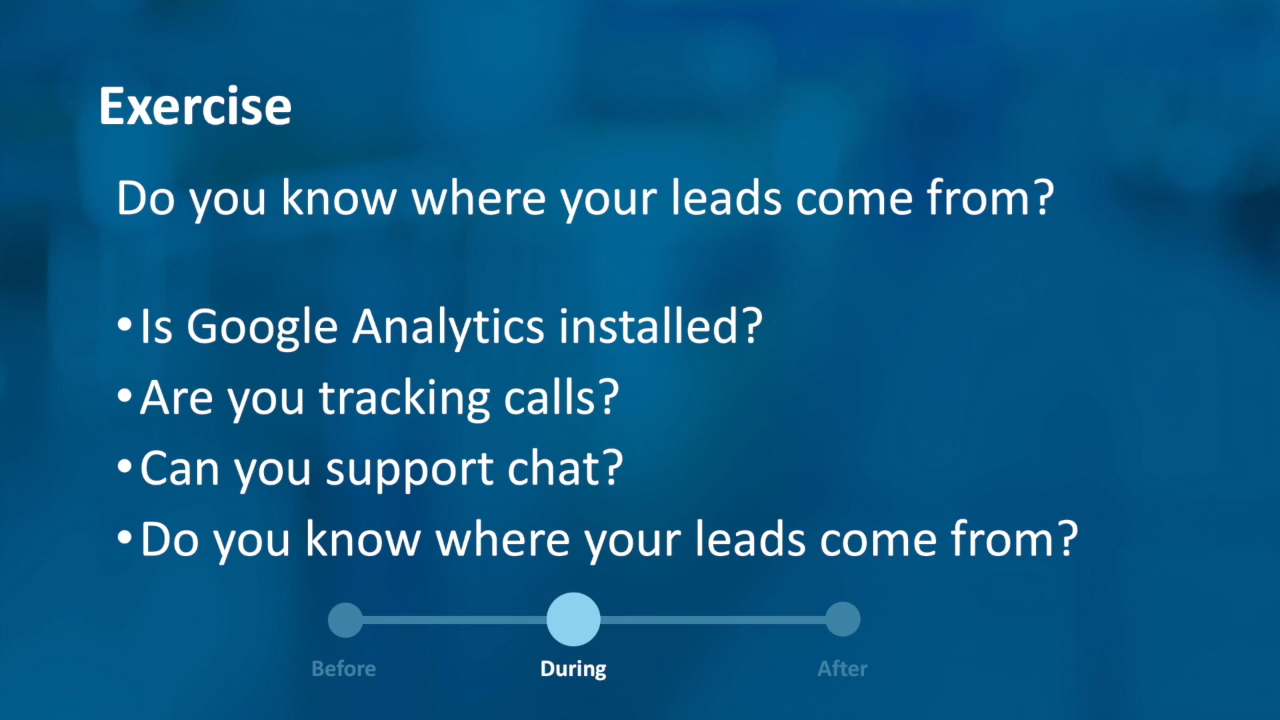 Exercise
Do you know where your leads come from?
•Is Google Analytics installed?
•Are you tracking calls?
•Can you support chat?
•Do you know where your leads come from?
Before During After